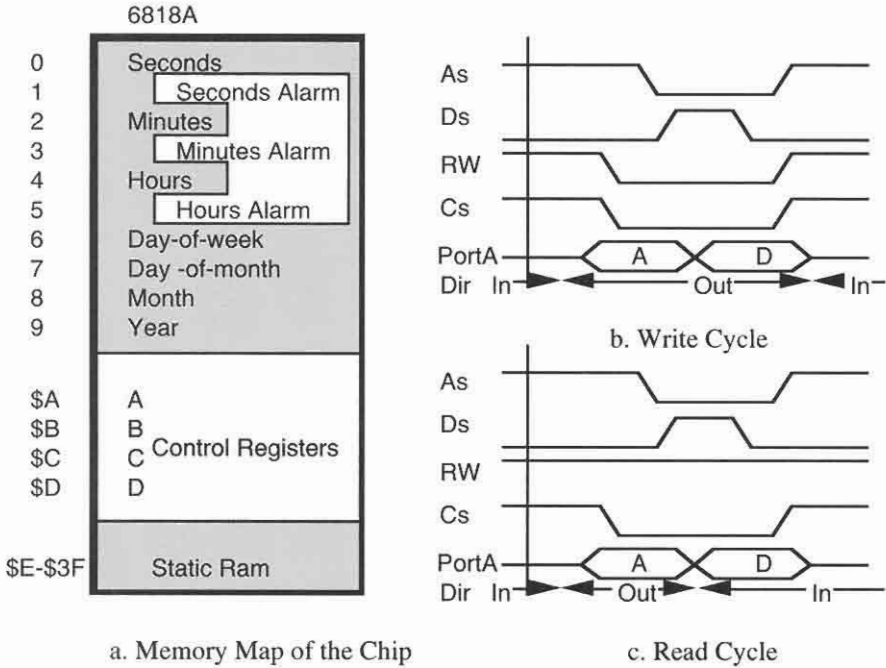 6818A
0 Seconds
1 Seconds Alarm
2 Minutes
3 Minutes Alarm
4 Hours
5 Hours Alarm
6 Day-of-week
7 Day -of-month
8 Month
9 Year
$A A
$B B
$C C Control Registers
$D D
$E-$3F Static Ram
a. Memory Map of the Chip
As
Ds
RW
Cs
PortA A D
Dir In Out In
b. Write Cycle
As
Ds
RW
Cs
PortA A D
Dir In Out In
c. Read Cycle